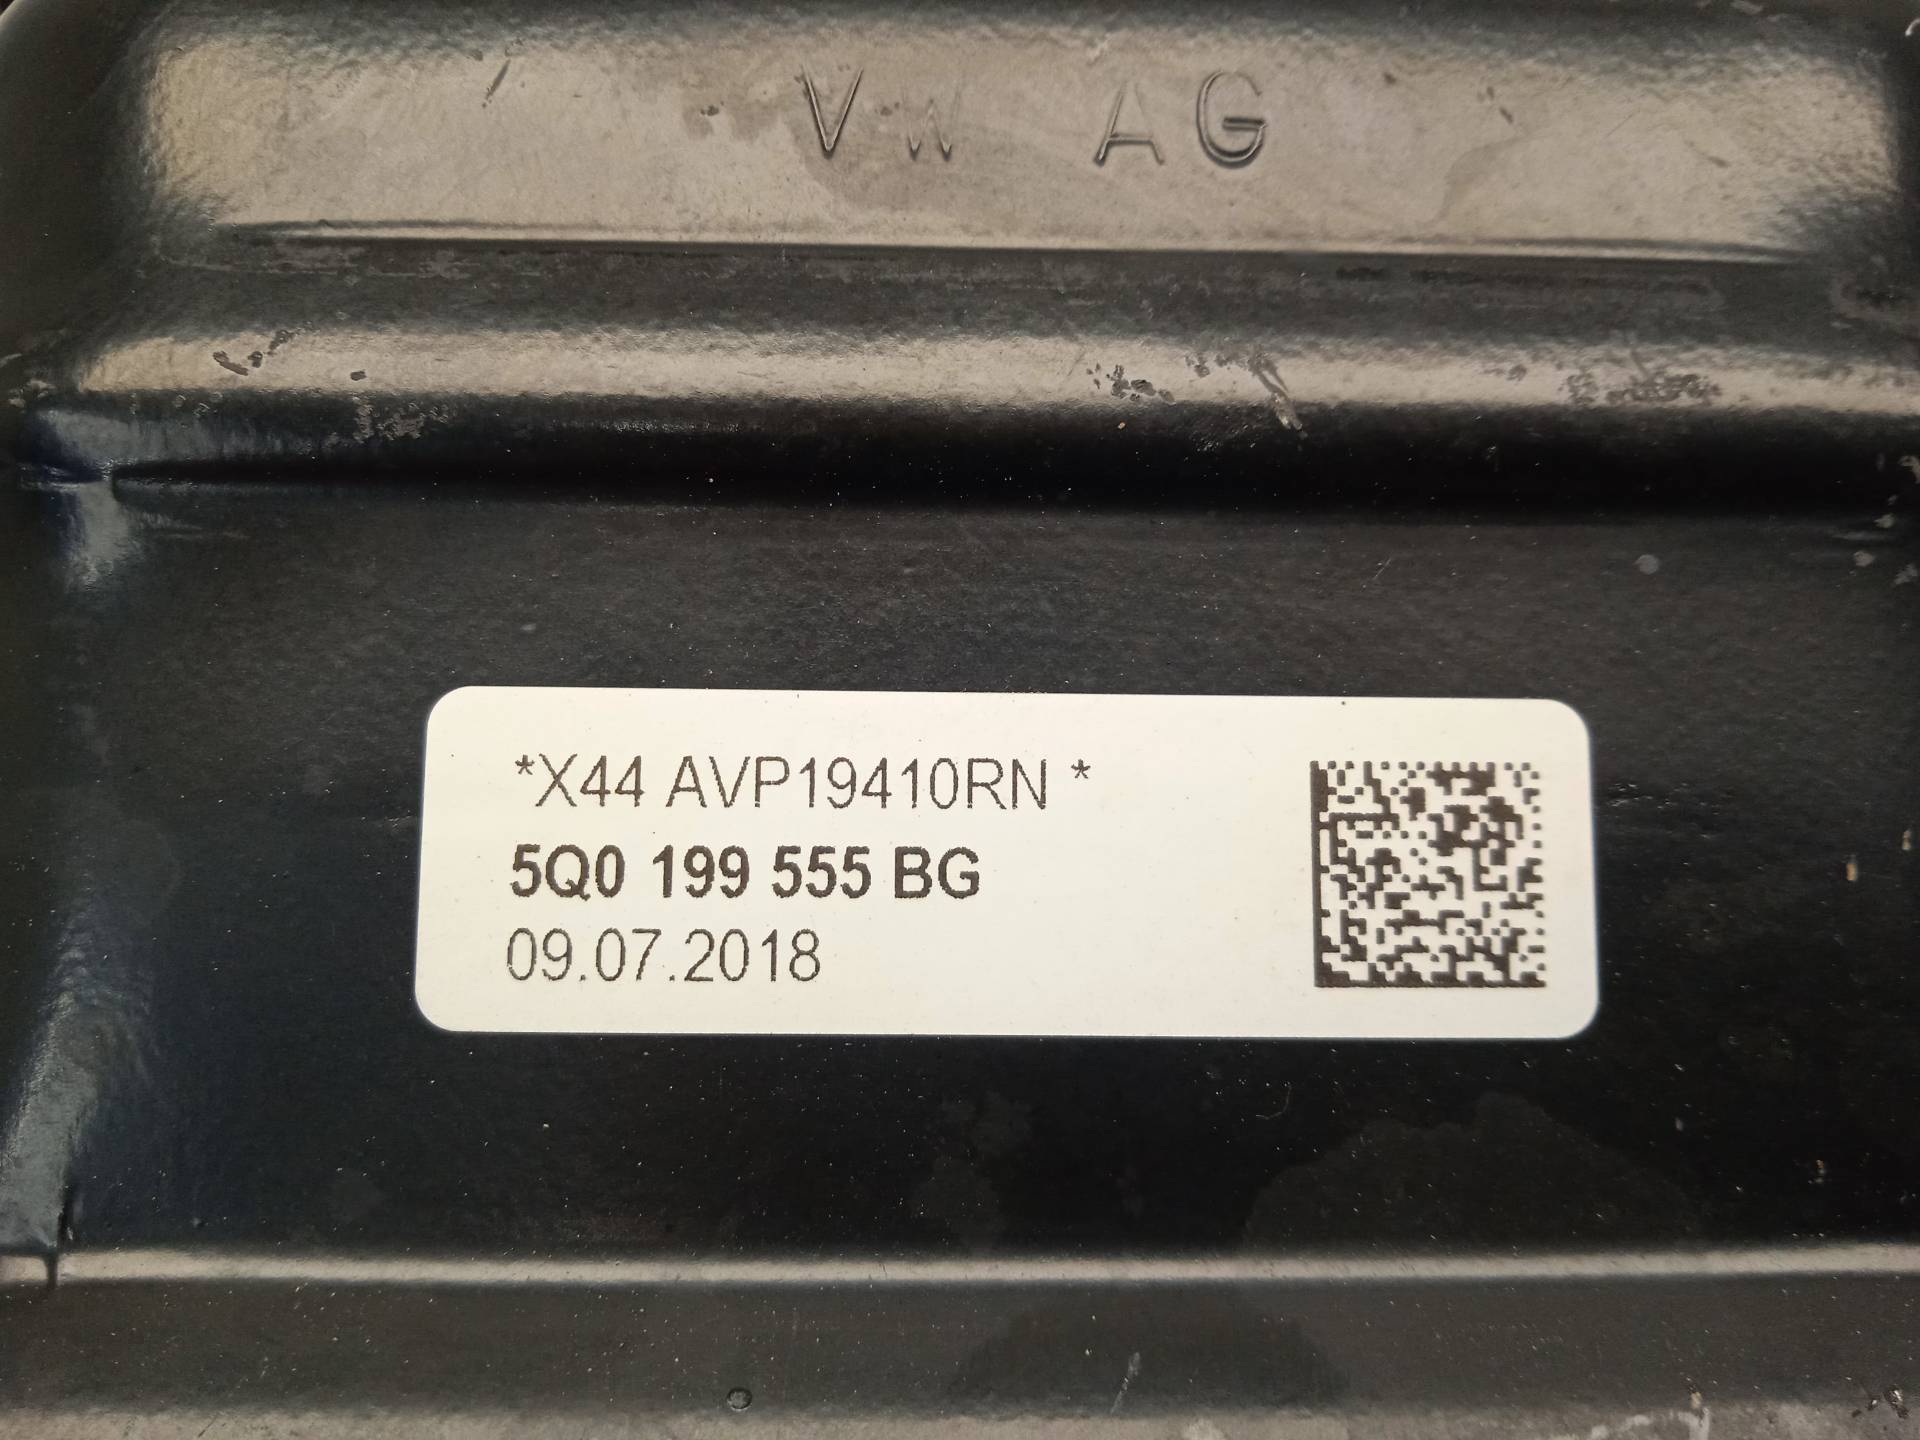 VW AG
*X44 AVP19410RN *
5Q0 199 555 BG
09.07.2018